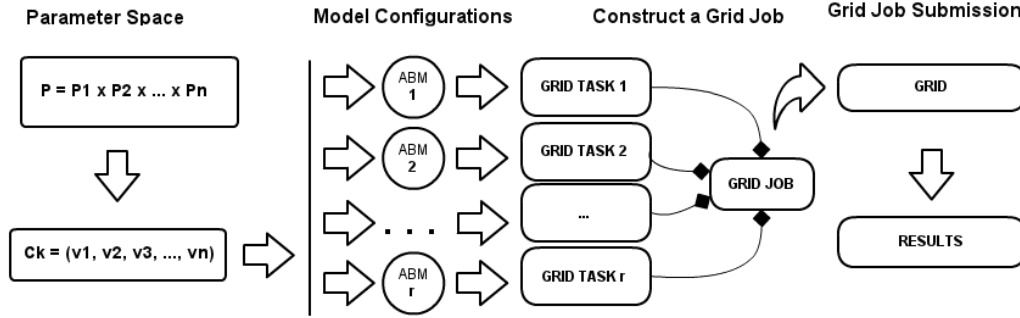 Parameter Space
Model Configurations
Construct a Grid Job
Grid Job Submission
P = P1 x P2 x ... x Pn
Ck = (v1, v2, v3, ..., vn)
ABM
1
ABM
2
. . .
ABM
r
GRID TASK 1
GRID TASK 2
...
GRID TASK r
GRID JOB
GRID
RESULTS